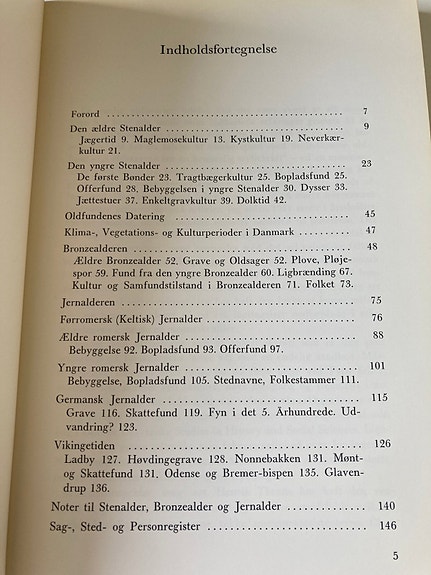 Indholdsfortegnelse
Forord ........................................ 7
Den ældre Stenalder ........................................ 9
Jægertid 9. Maglemosekultur 13. Kystkultur 19. Neverkær-
kultur 21.
Den yngre Stenalder ........................................ 23
De første Bønder 23. Tragtbægerkultur 25. Bopladsfund 25.
Offerfund 28. Bebyggelsen i yngre Stenalder 30. Dysser 33.
Jættestuer 37. Enkeltgravkultur 39. Dolktid 42.
Oldfundenes Datering ........................................ 45
Klima-, Vegetations- og Kulturperioder i Danmark ............ 47
Bronzealderen ........................................ 48
Ældre Bronzealder 52. Grave og Oldsager 52. Plove, Pløje-
spor 59. Fund fra den yngre Bronzealder 60. Ligbrænding 67.
Kultur og Samfundstilstand i Bronzealderen 71. Folket 73.
Jernalderen ........................................ 75
Førromersk (Keltisk) Jernalder .............................. 76
Ældre romersk Jernalder ........................................ 88
Bebyggelse 92. Bopladsfund 93. Offerfund 97.
Yngre romersk Jernalder ........................................ 101
Bebyggelse, Bopladsfund 105. Stednavne, Folkestammer 111.
Germansk Jernalder ........................................ 115
Grave 116. Skattefund 119. Fyn i det 5. Århundrede. Ud-
vandring? 123.
Vikingetiden ........................................ 126
Ladby 127. Høvdingegrave 128. Nonnebakken 131. Mønt-
og Skattefund 131. Odense og Bremer-bispen 135. Glaven-
drup 136.
Noter til Stenalder, Bronzealder og Jernalder ............... 140
Sag-, Sted- og Personregister .............................. 146
5